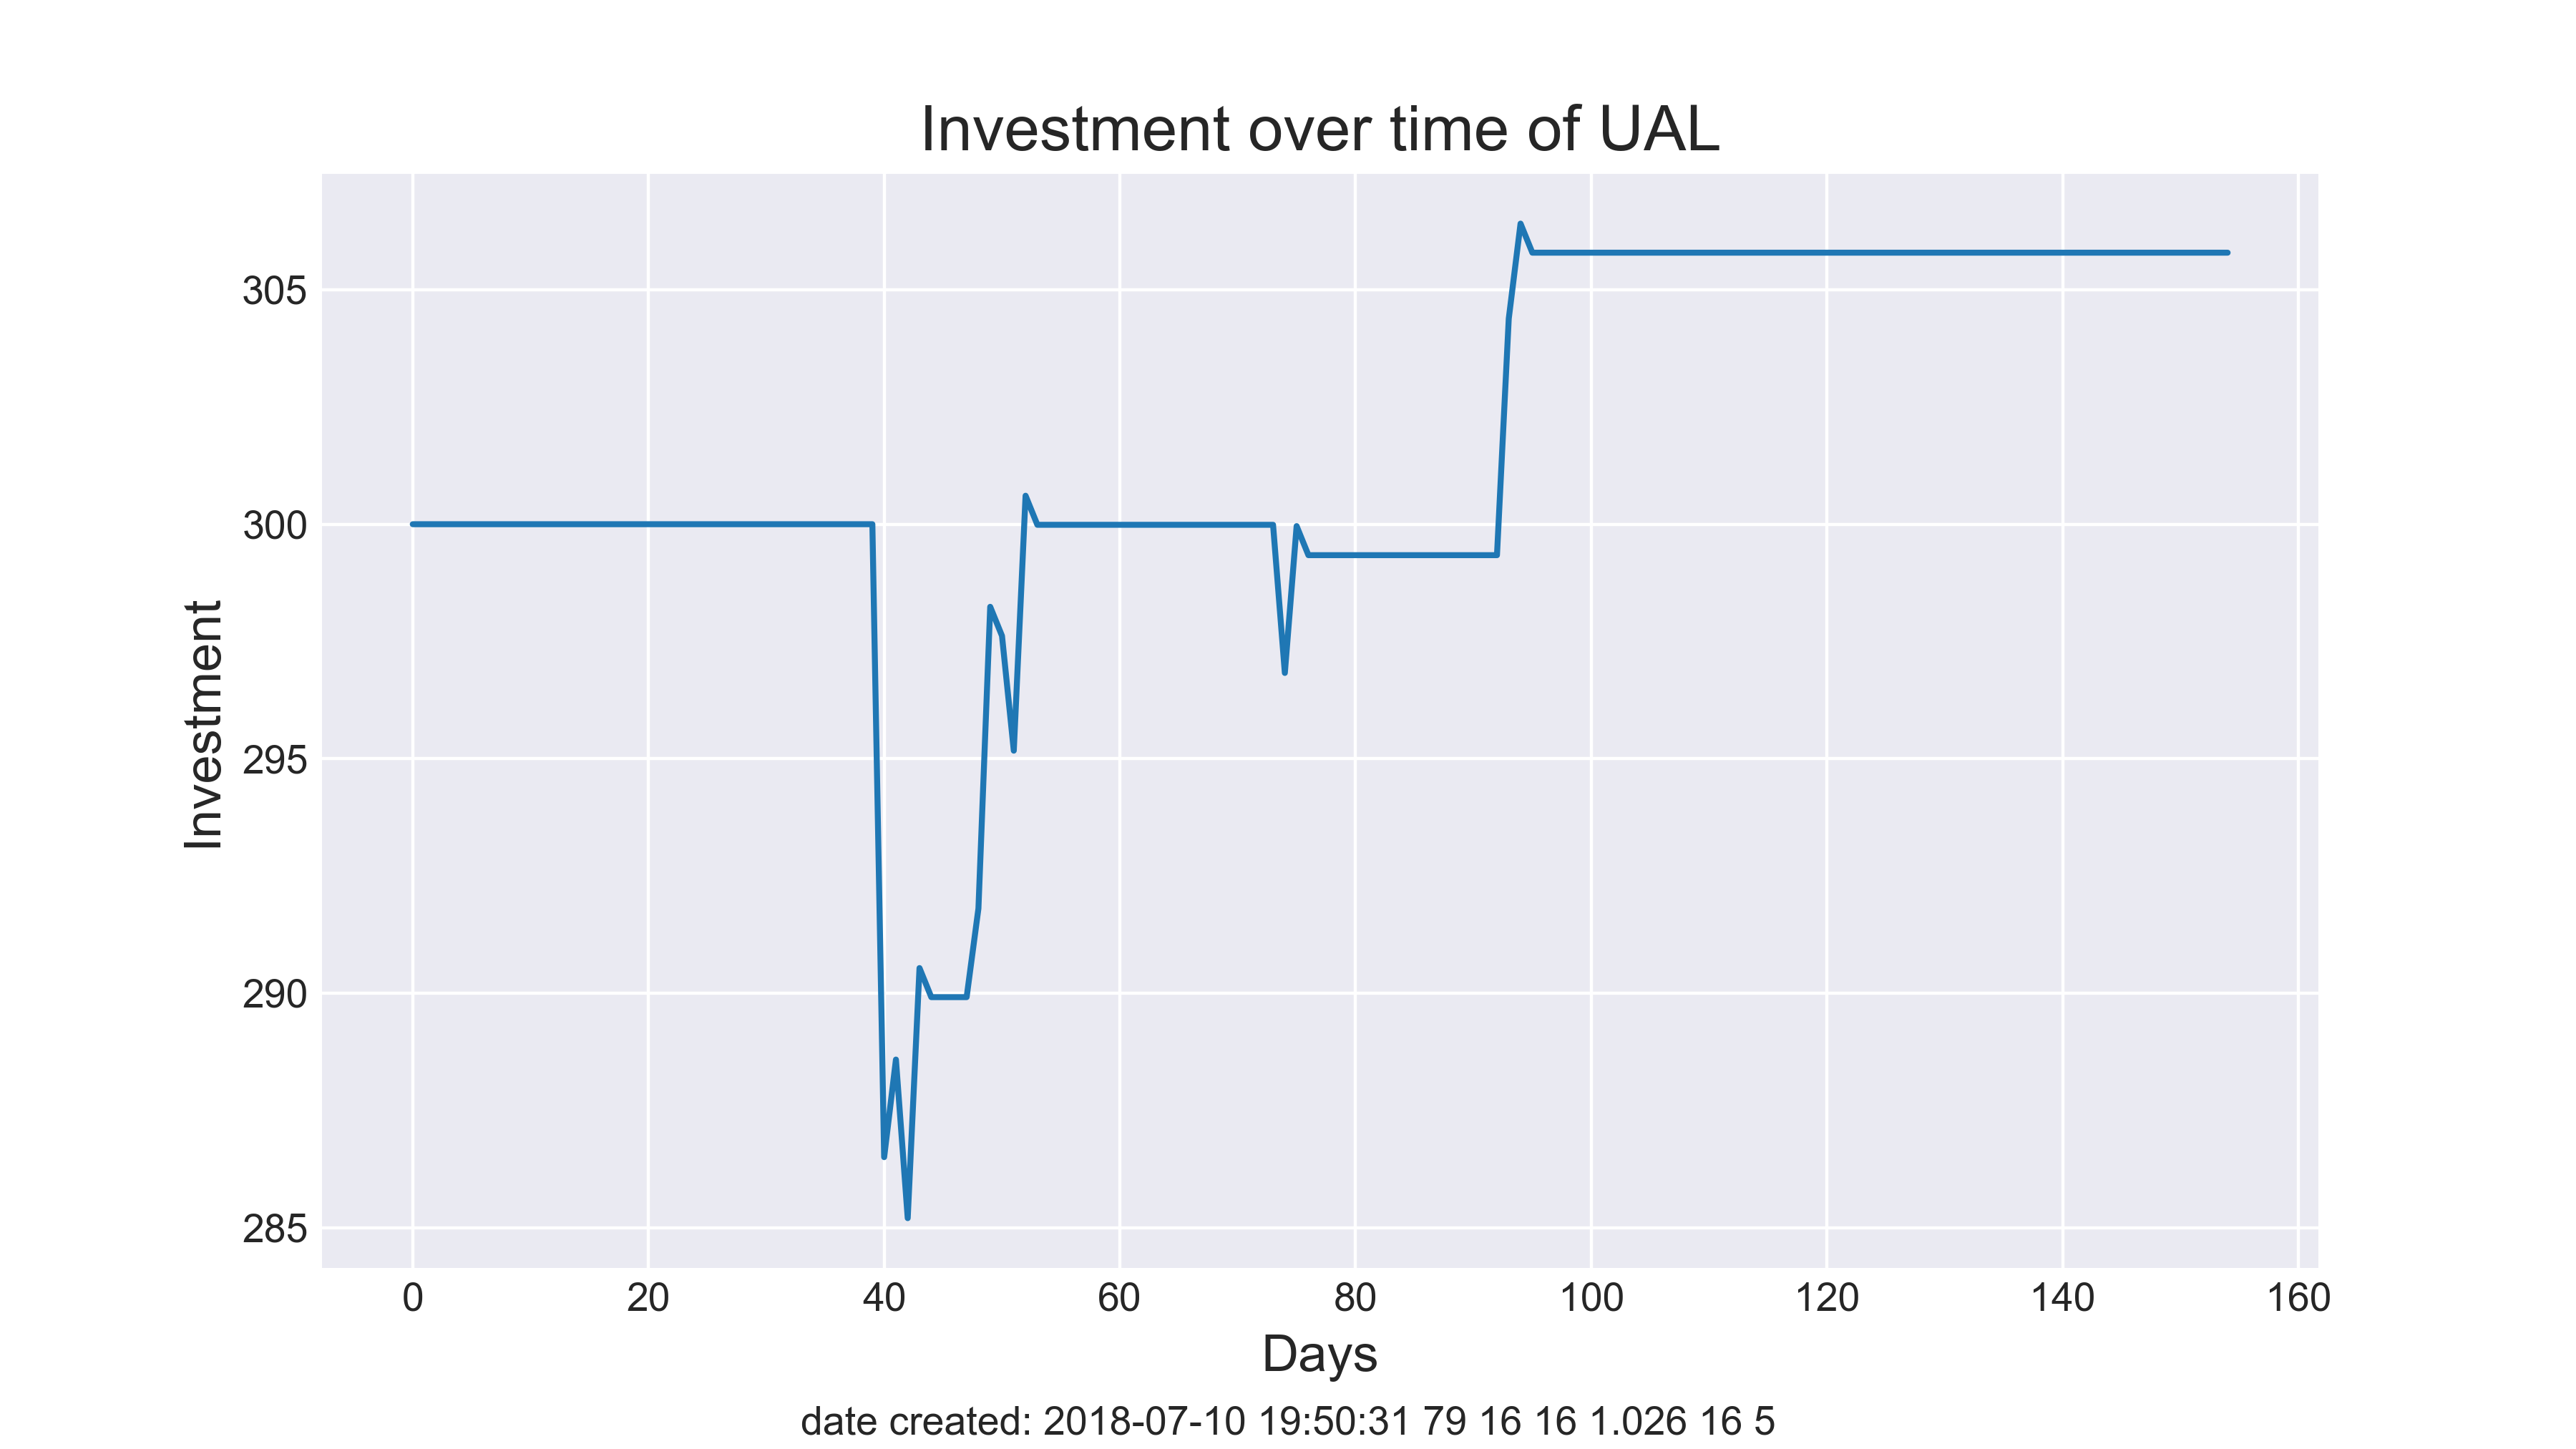 Investment over time of UAL
305
300
295
290
285
Investment
0 20 40 60 80 100 120 140 160
Days
date created: 2018-07-10 19:50:31 79 16 16 1.026 16 5